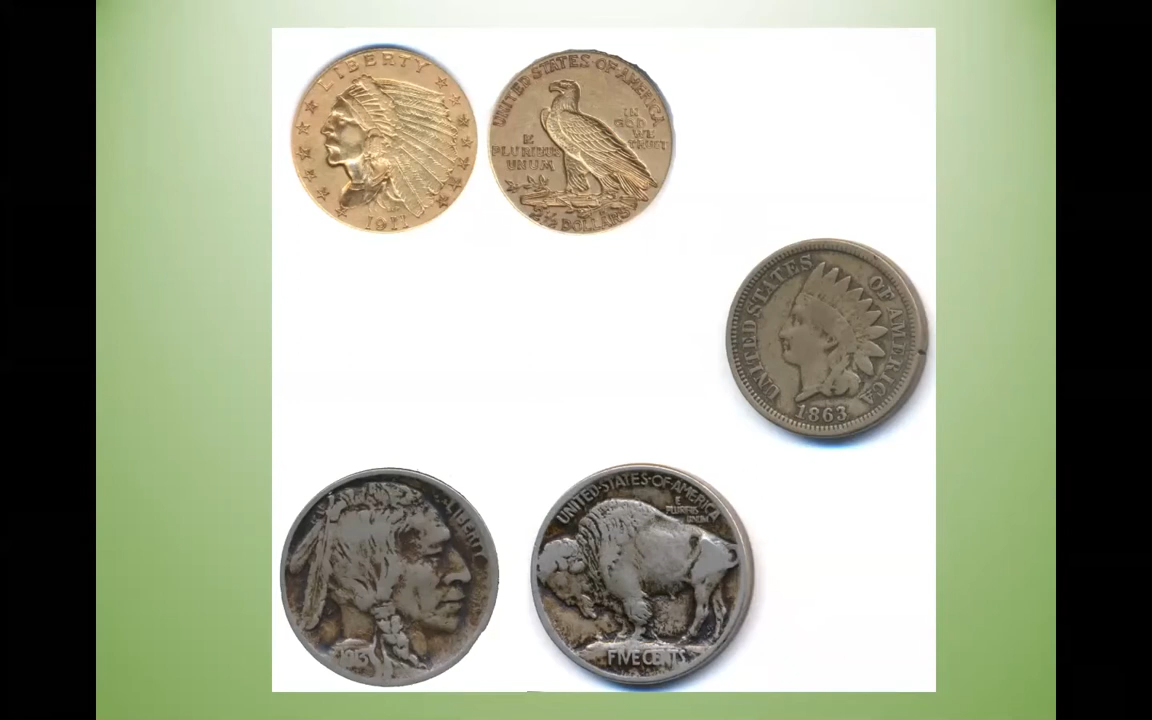 LIBERTY
1911
UNITED STATES OF AMERICA
E
PLURIBUS
UNUM
IN
GOD WE
TRUST
2½ DOLLARS
UNITED STATES OF AMERICA
1863
LIBERTY
1913
UNITED·STATES·OF·AMERICA
E
PLURIBUS
UNUM
FIVE CENTS